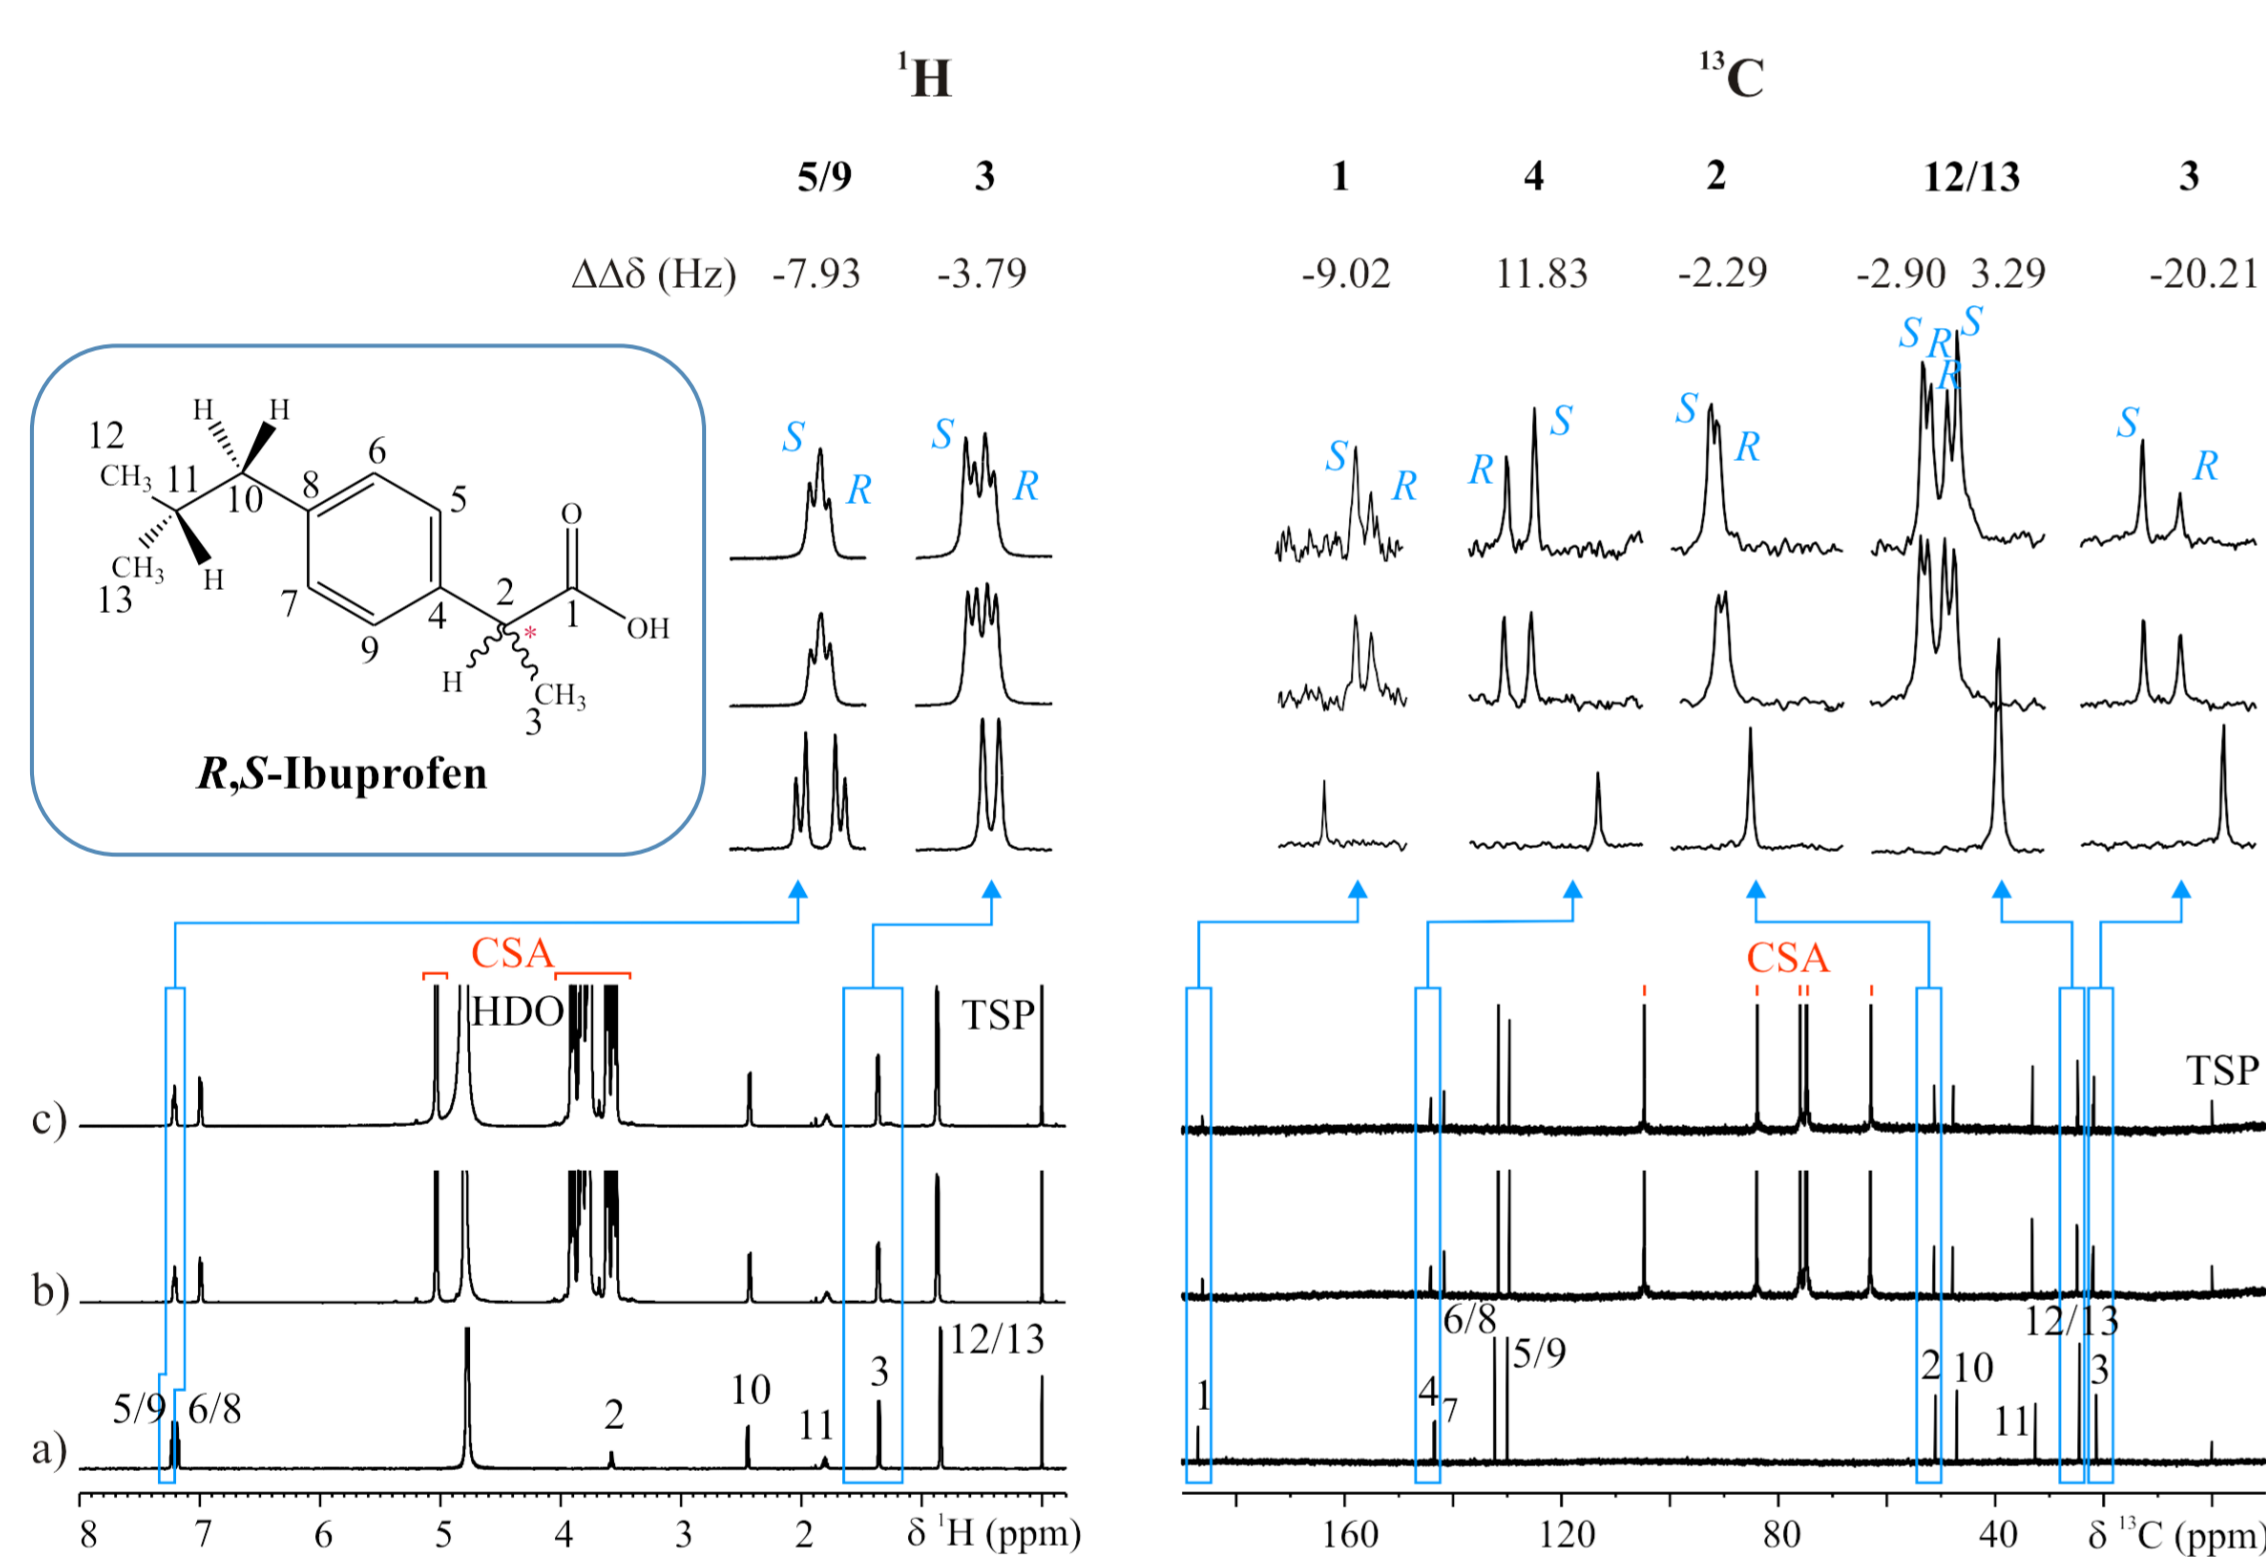 ¹H ¹³C
5/9 3 1 4 2 12/13 3
ΔΔδ (Hz) -7.93 -3.79 -9.02 11.83 -2.29 -2.90 3.29 -20.21
S R S R S R R S S R S R R S S R
H H
12
CH₃ 11 10 8 6 5
O
CH₃ H 2
13 7 4 1 OH
9 *
H CH₃
3
R,S-Ibuprofen
CSA CSA
HDO TSP
TSP
c)
b)
6/8 12/13
12/13 5/9
5/9 6/8 2 10 11 3 1 4 7 2 10 11 3
a)
8 7 6 5 4 3 2 δ ¹H (ppm) 160 120 80 40 δ ¹³C (ppm)